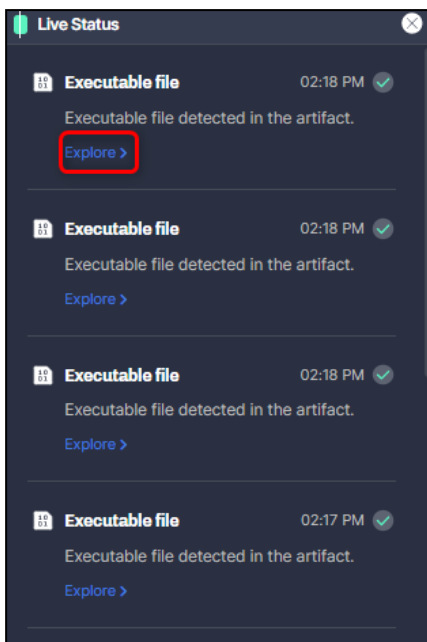 Live Status
Executable file 02:18 PM
Executable file detected in the artifact.
Explore >
Executable file 02:18 PM
Executable file detected in the artifact.
Explore >
Executable file 02:18 PM
Executable file detected in the artifact.
Explore >
Executable file 02:17 PM
Executable file detected in the artifact.
Explore >